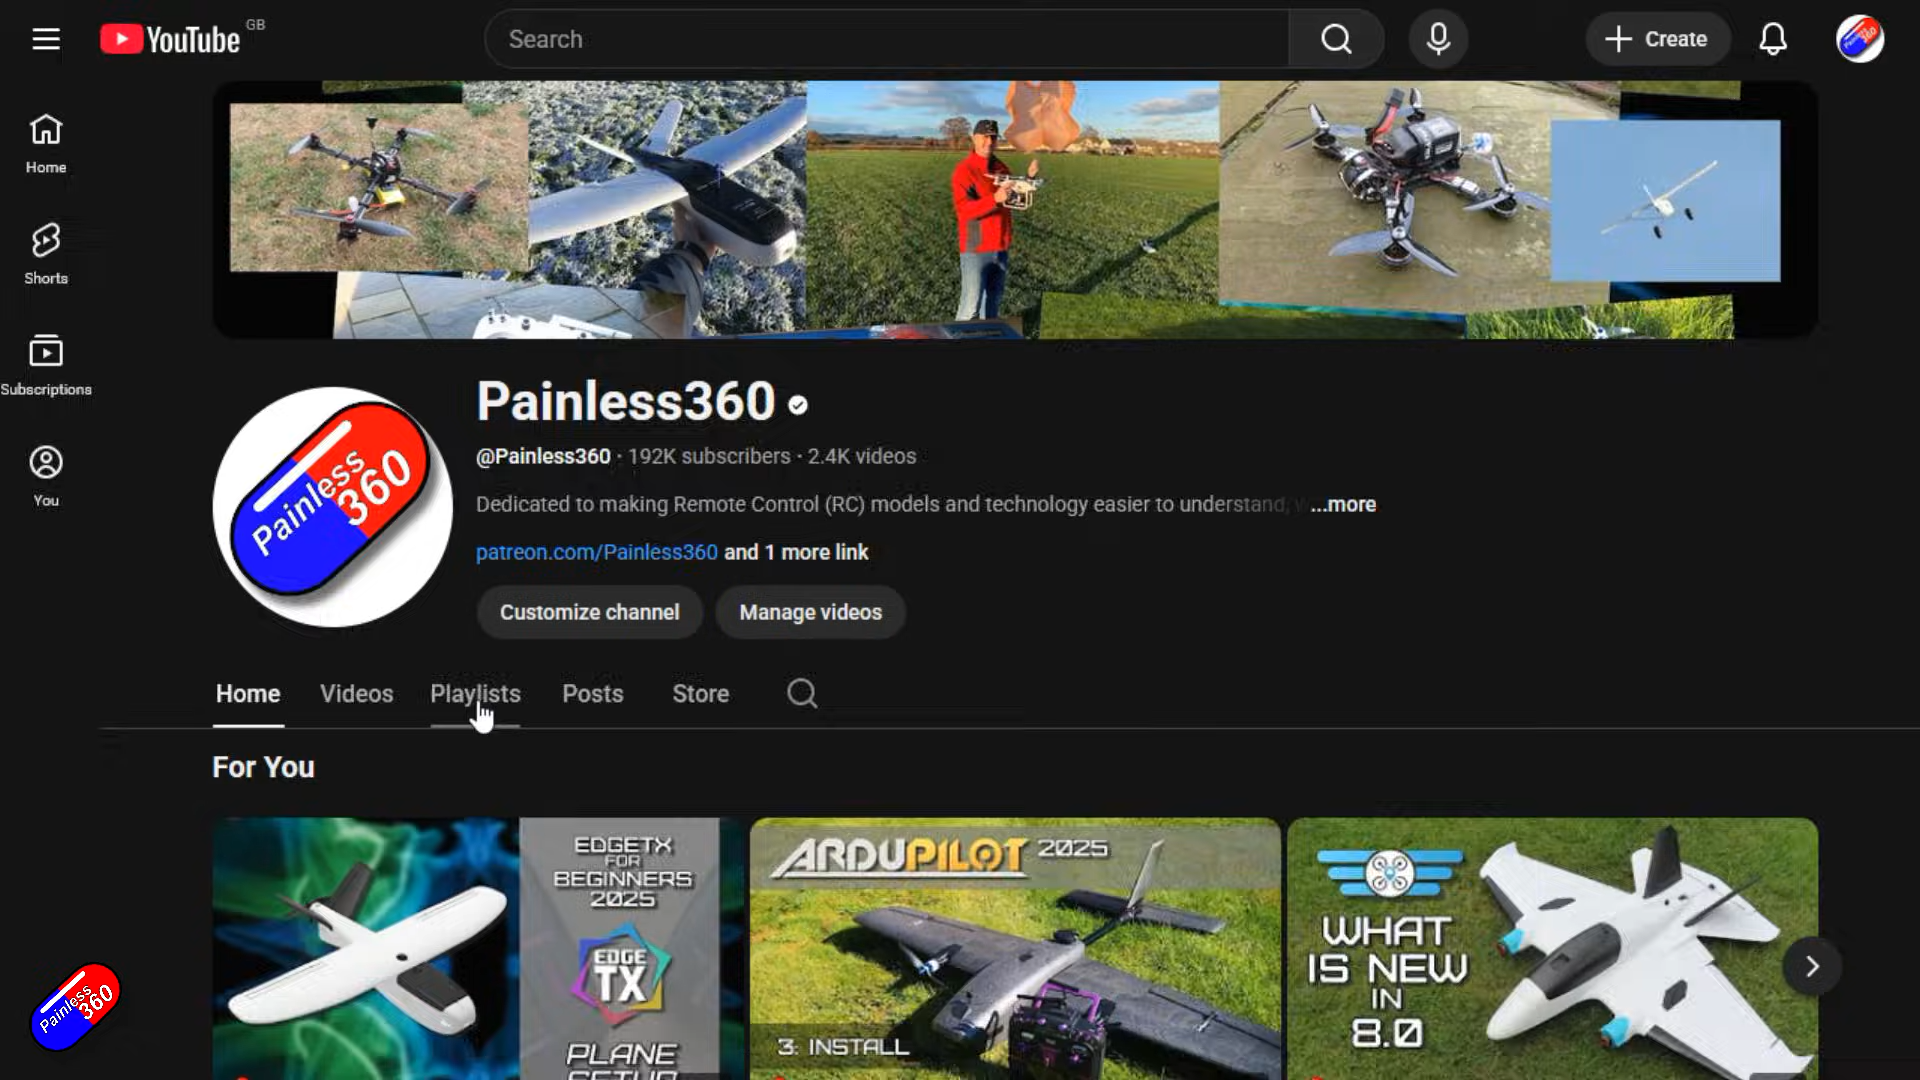 YouTube GB
Search
Create
Home
Shorts
Subscriptions
You
Painless 360
Painless360
@Painless360 · 192K subscribers · 2.4K videos
Dedicated to making Remote Control (RC) models and technology easier to understand, ...more
patreon.com/Painless360 and 1 more link
Customize channel
Manage videos
Home Videos Playlists Posts Store
For You
EDGETX
FOR
BEGINNERS
2025
EDGE
TX
PLANE
SETUP
ARDUPILOT 2025
3: INSTALL
WHAT
IS NEW
IN
8.0
Painless 360